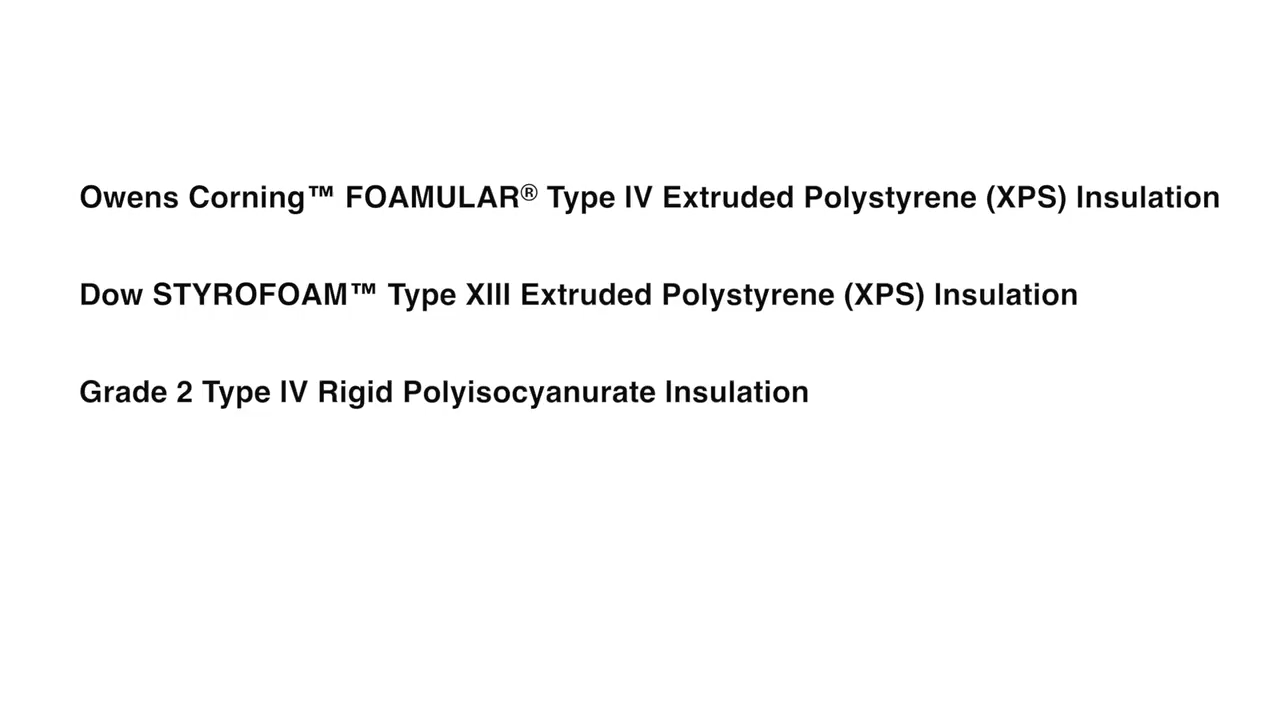 Owens Corning™ FOAMULAR® Type IV Extruded Polystyrene (XPS) Insulation
Dow STYROFOAM™ Type XIII Extruded Polystyrene (XPS) Insulation
Grade 2 Type IV Rigid Polyisocyanurate Insulation